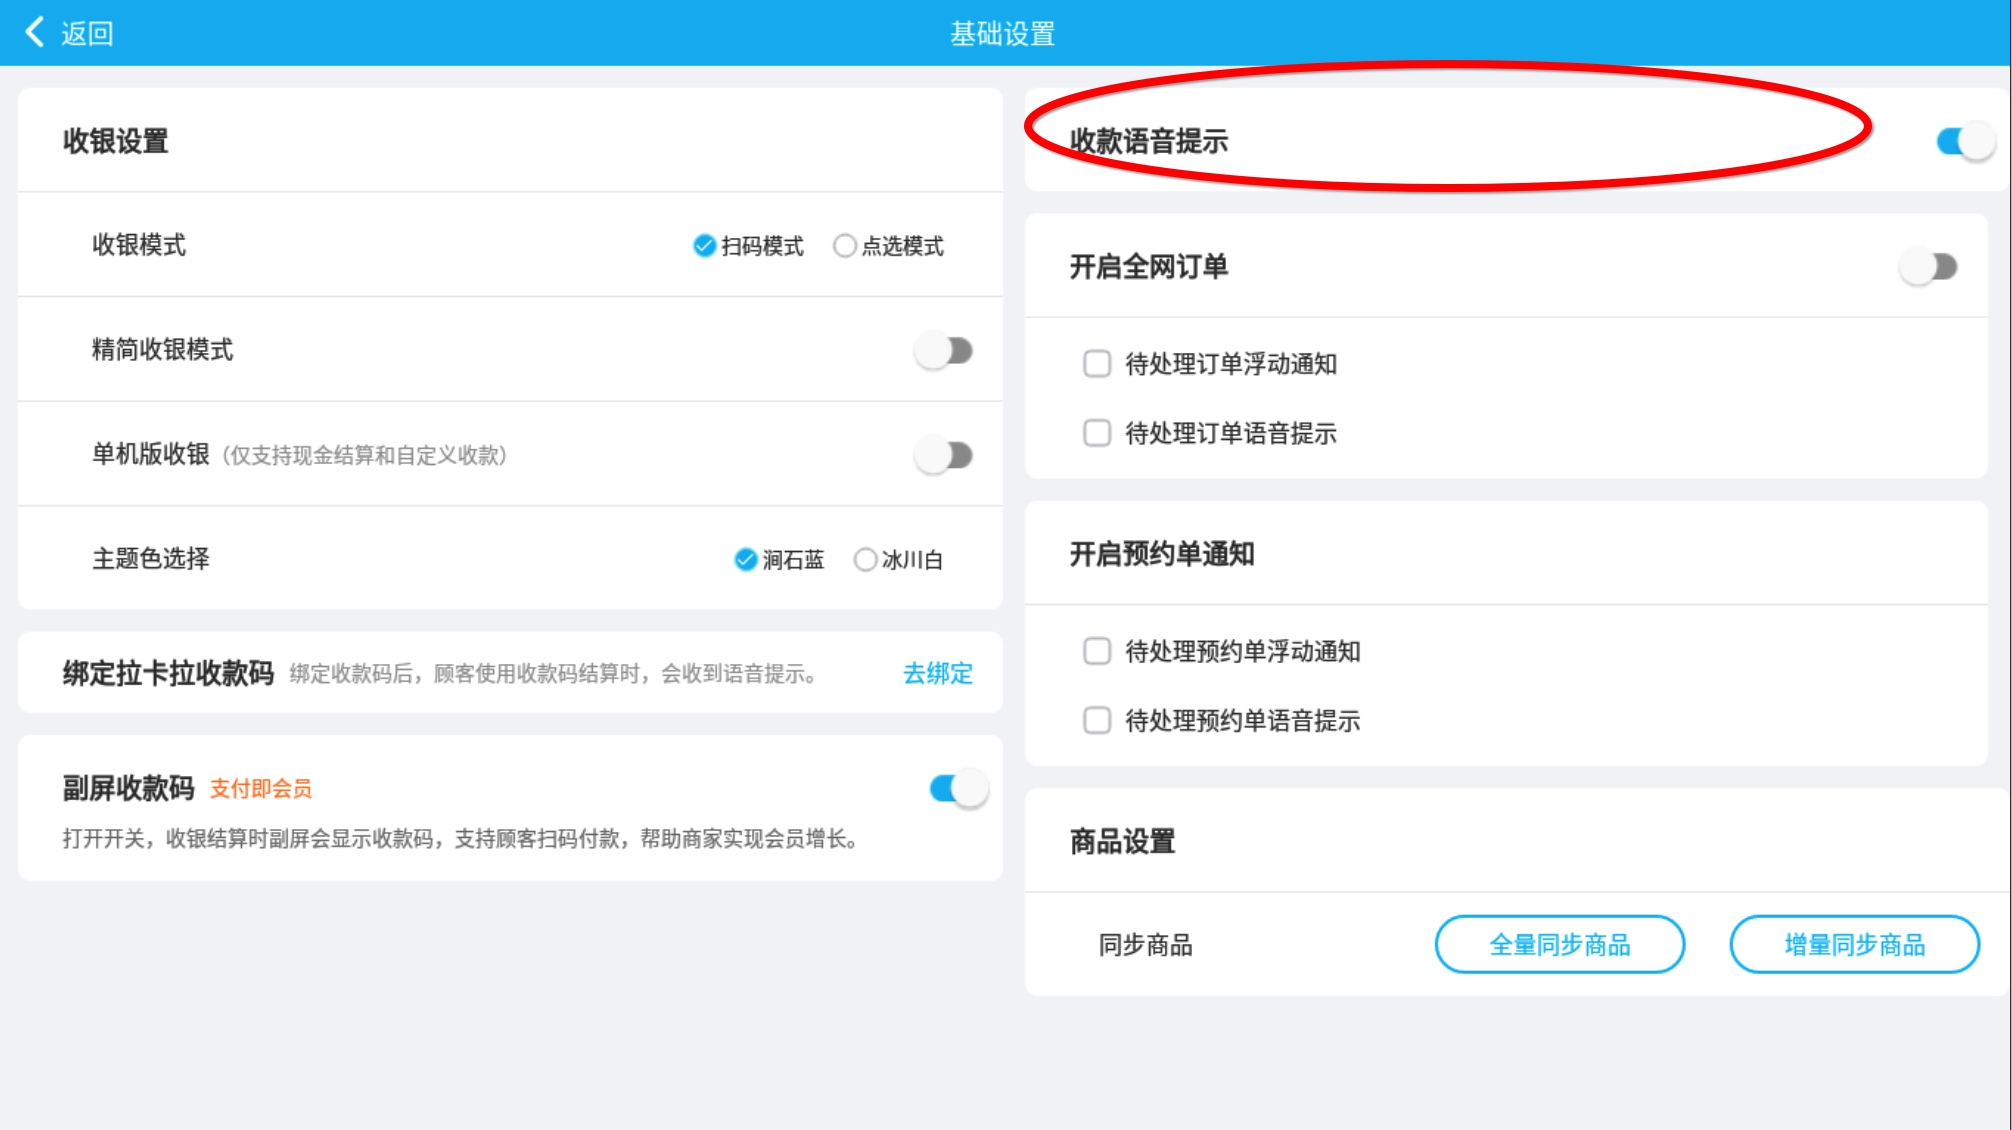 返回
基础设置
收银设置
收银模式
扫码模式
点选模式
精简收银模式
单机版收银（仅支持现金结算和自定义收款）
主题色选择
涧石蓝
冰川白
绑定拉卡拉收款码 绑定收款码后，顾客使用收款码结算时，会收到语音提示。
去绑定
副屏收款码 支付即会员
打开开关，收银结算时副屏会显示收款码，支持顾客扫码付款，帮助商家实现会员增长。
收款语音提示
开启全网订单
待处理订单浮动通知
待处理订单语音提示
开启预约单通知
待处理预约单浮动通知
待处理预约单语音提示
商品设置
同步商品
全量同步商品
增量同步商品